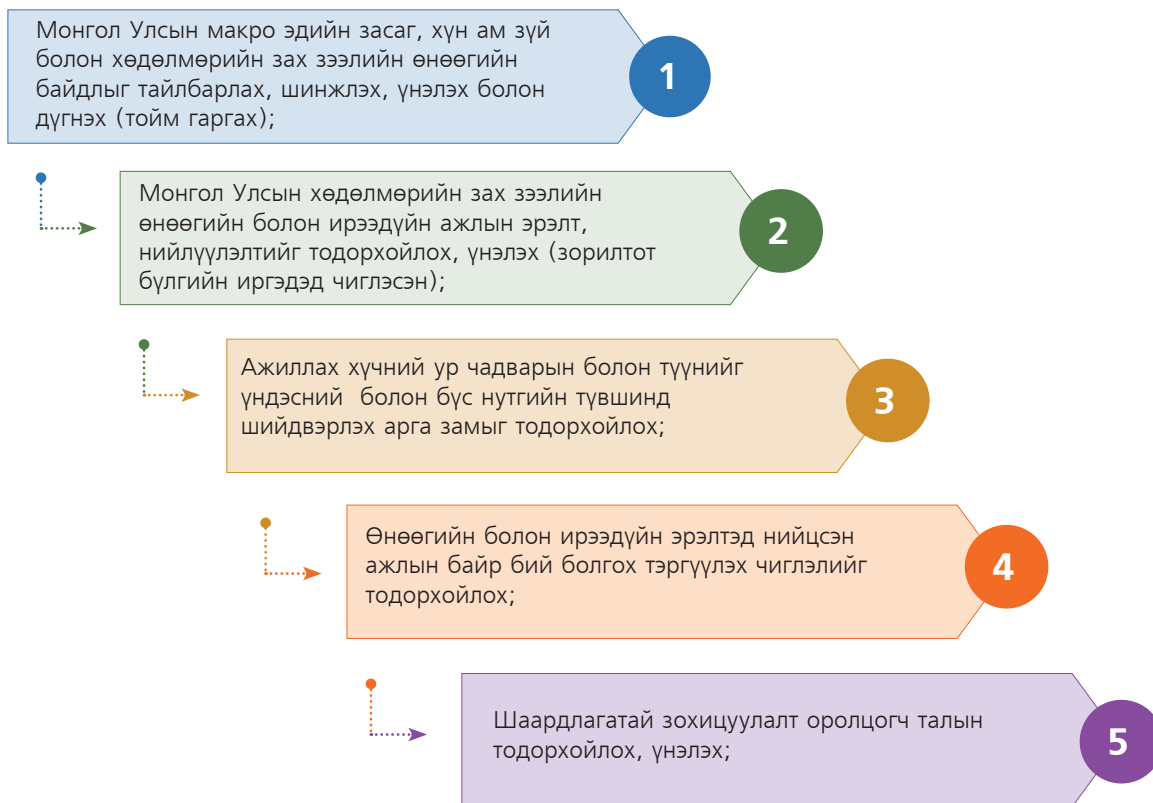 Монгол Улсын макро эдийн засаг, хүн ам зүй
болон хөдөлмөрийн зах зээлийн өнөөгийн
байдлыг тайлбарлах, шинжлэх, үнэлэх болон
дүгнэх (тойм гаргах);
1
Монгол Улсын хөдөлмөрийн зах зээлийн
өнөөгийн болон ирээдүйн ажлын эрэлт,
нийлүүлэлтийг тодорхойлох, үнэлэх (зорилтот
бүлгийн иргэдэд чиглэсэн);
2
Ажиллах хүчний ур чадварын болон түүнийг
үндэсний болон бүс нутгийн түвшинд
шийдвэрлэх арга замыг тодорхойлох;
3
Өнөөгийн болон ирээдүйн эрэлтэд нийцсэн
ажлын байр бий болгох тэргүүлэх чиглэлийг
тодорхойлох;
4
Шаардлагатай зохицуулалт оролцогч талын
тодорхойлох, үнэлэх;
5